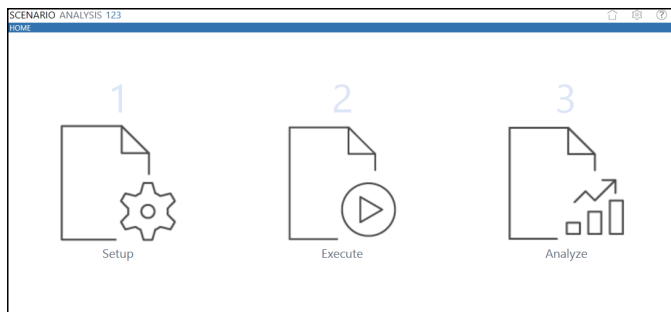 SCENARIO ANALYSIS 123
?
HOME
1 2 3
Setup Execute Analyze